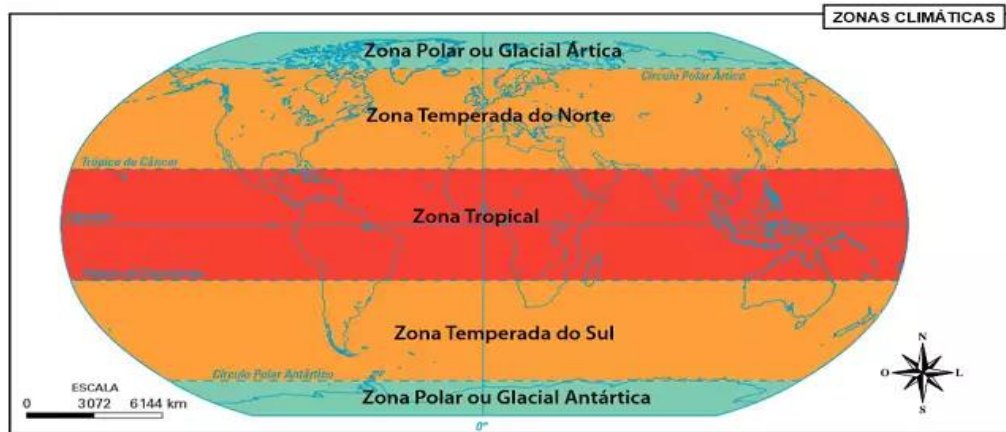 ZONAS CLIMÁTICAS
Zona Polar ou Glacial Ártica
Círculo Polar Ártico
Zona Temperada do Norte
Trópico de Câncer
Zona Tropical
Zona Temperada do Sul
Círculo Polar Antártico
Zona Polar ou Glacial Antártica
0°
ESCALA
0 3072 6144 km
N
O L
S